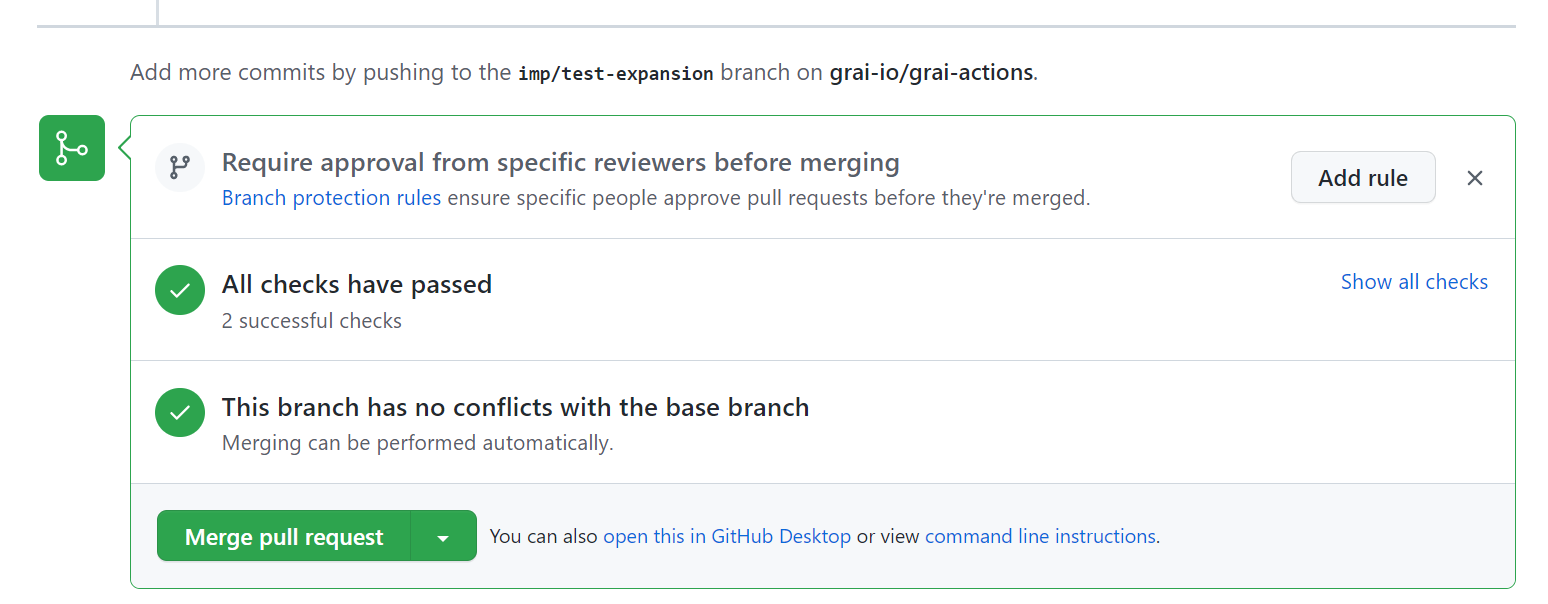 Add more commits by pushing to the imp/test-expansion branch on grai-io/grai-actions.
Require approval from specific reviewers before merging
Branch protection rules ensure specific people approve pull requests before they're merged.
Add rule
All checks have passed
Show all checks
2 successful checks
This branch has no conflicts with the base branch
Merging can be performed automatically.
Merge pull request
You can also open this in GitHub Desktop or view command line instructions.